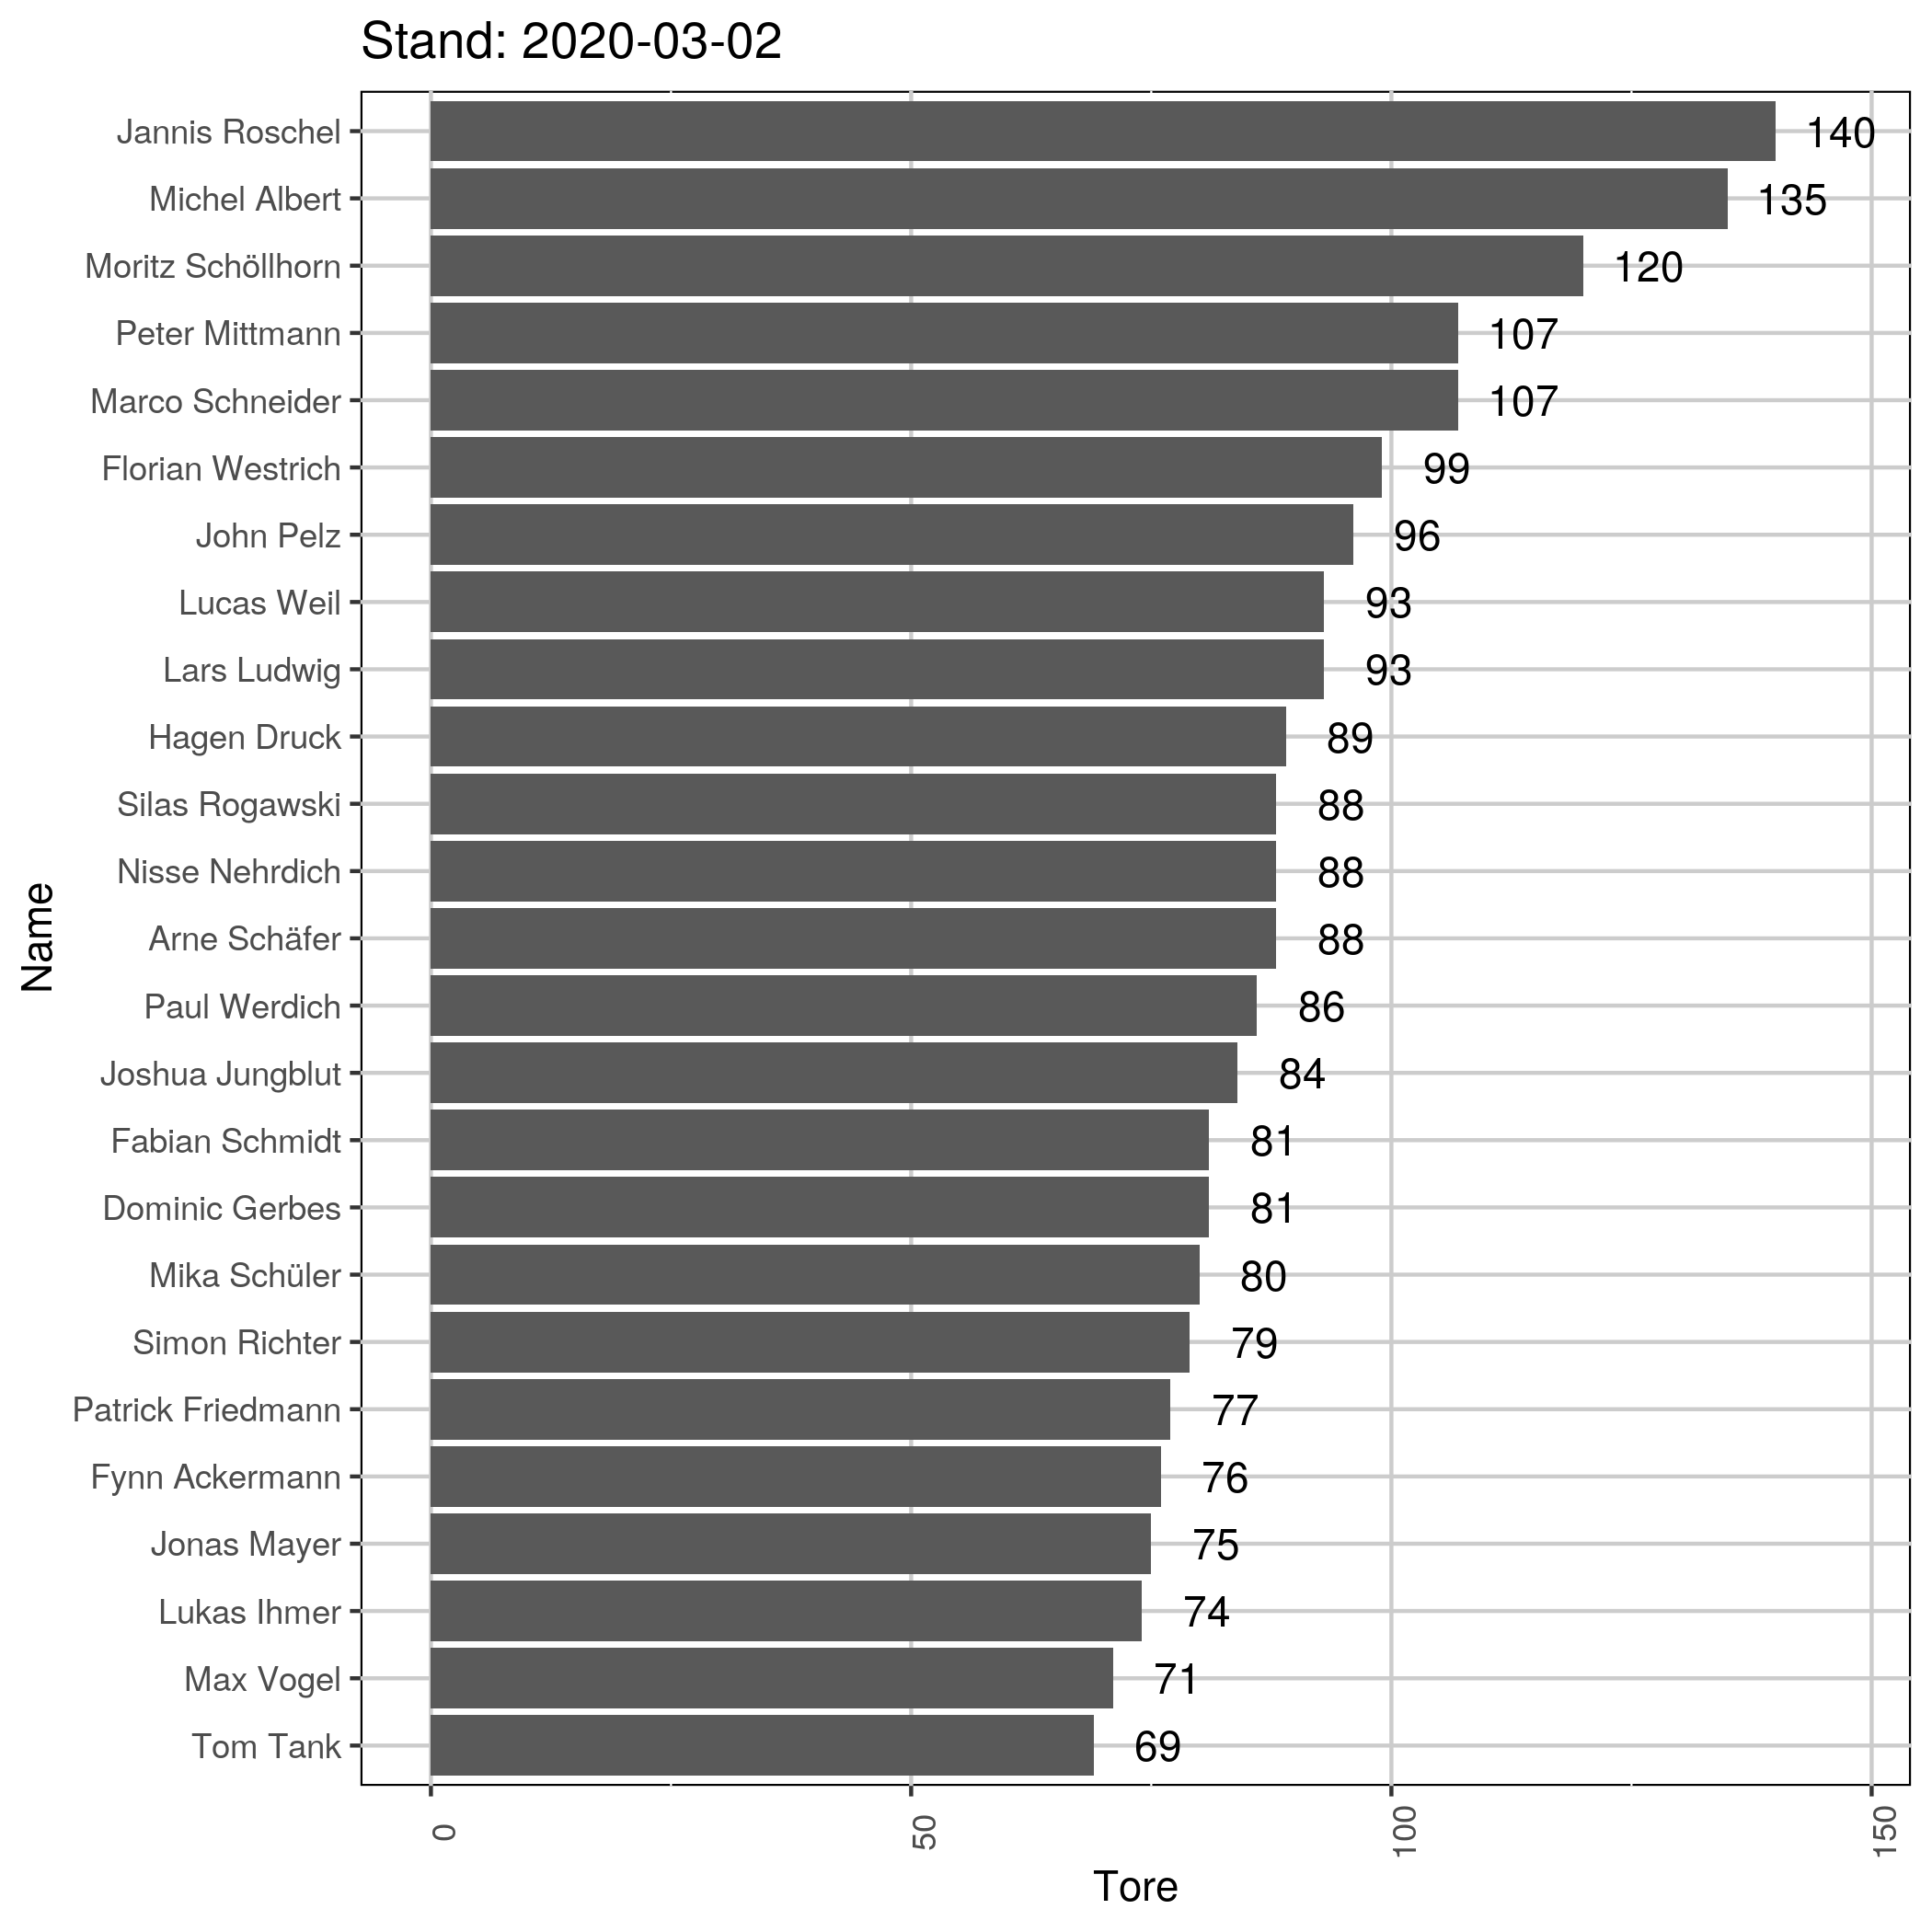 Stand: 2020-03-02
Jannis Roschel 140
Michel Albert 135
Moritz Schöllhorn 120
Peter Mittmann 107
Marco Schneider 107
Florian Westrich 99
John Pelz 96
Lucas Weil 93
Lars Ludwig 93
Hagen Druck 89
Silas Rogawski 88
Nisse Nehrdich 88
Arne Schäfer 88
Paul Werdich 86
Joshua Jungblut 84
Fabian Schmidt 81
Dominic Gerbes 81
Mika Schüler 80
Simon Richter 79
Patrick Friedmann 77
Fynn Ackermann 76
Jonas Mayer 75
Lukas Ihmer 74
Max Vogel 71
Tom Tank 69
Name
0 50 100 150
Tore